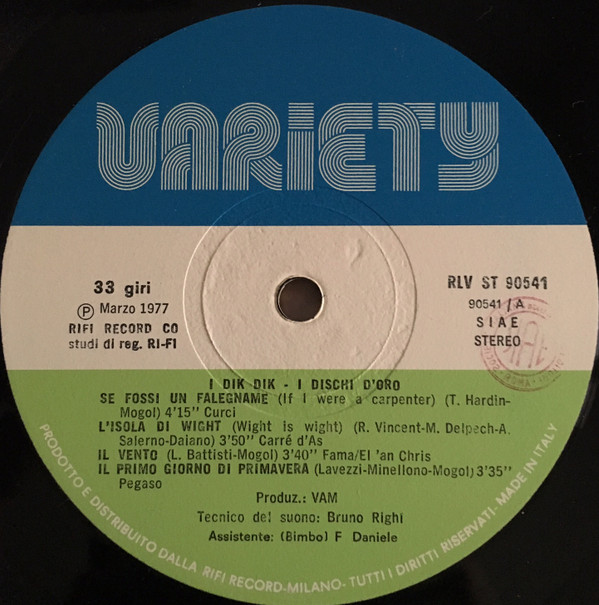 VARIETY
33 giri
Ⓟ Marzo 1977
RIFI RECORD CO
studi di reg. RI-FI
RLV ST 90541
90541/A
SIAE
STEREO
I DIK DIK - I DISCHI D'ORO
SE FOSSI UN FALEGNAME (If I were a carpenter) (T. Hardin-
Mogol) 4'15" Curci
L'ISOLA DI WIGHT (Wight is wight) (R. Vincent-M. Delpech-A.
Salerno-Daiano) 3'50" Carré d'As
IL VENTO (L. Battisti-Mogol) 3'40" Fama/El 'an Chris
IL PRIMO GIORNO DI PRIMAVERA (Lavezzi-Minellono-Mogol) 3'35"
Pegaso
Produz.: VAM
Tecnico del suono: Bruno Righi
Assistente: (Bimbo) F Daniele
PRODOTTO E DISTRIBUITO DALLA RIFI RECORD-MILANO-TUTTI I DIRITTI RISERVATI-MADE IN ITALY